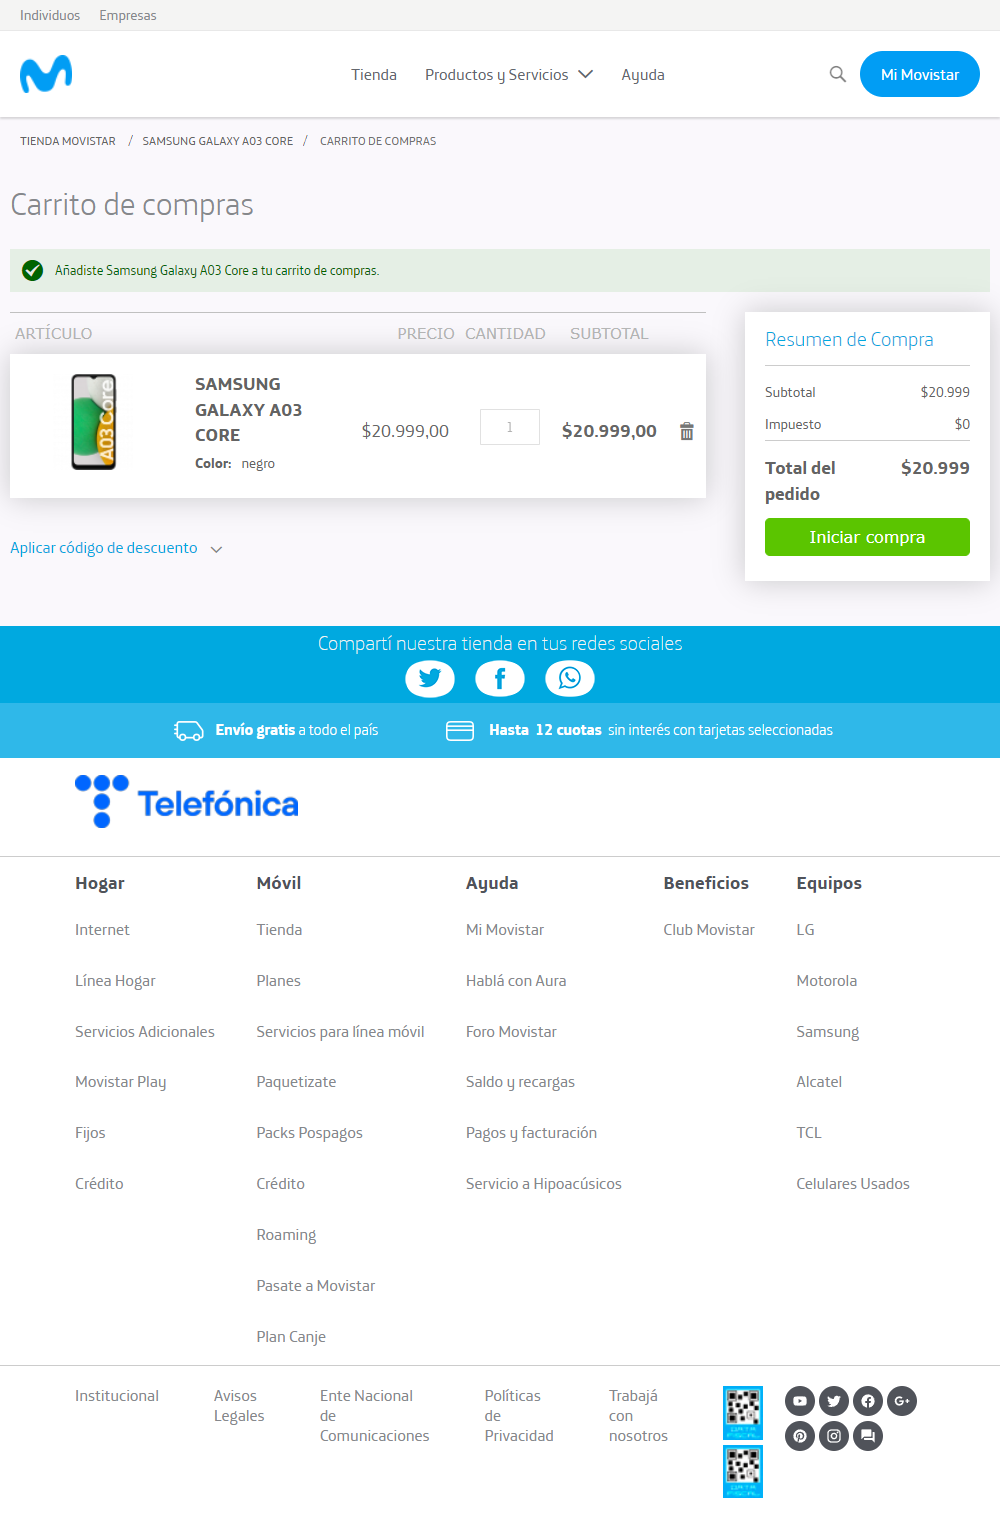 Individuos Empresas
Tienda Productos y Servicios Ayuda Mi Movistar
TIENDA MOVISTAR / SAMSUNG GALAXY A03 CORE / CARRITO DE COMPRAS
Carrito de compras
Añadiste Samsung Galaxy A03 Core a tu carrito de compras.
ARTÍCULO PRECIO CANTIDAD SUBTOTAL
A03 Core
SAMSUNG
GALAXY A03
CORE
Color: negro
$20.999,00 1 $20.999,00
Aplicar código de descuento
Resumen de Compra
Subtotal $20.999
Impuesto $0
Total del
pedido
$20.999
Iniciar compra
Compartí nuestra tienda en tus redes sociales
Envío gratis a todo el país
Hasta 12 cuotas sin interés con tarjetas seleccionadas
Telefónica
Hogar
Internet
Línea Hogar
Servicios Adicionales
Movistar Play
Fijos
Crédito
Móvil
Tienda
Planes
Servicios para línea móvil
Paquetizate
Packs Pospagos
Crédito
Roaming
Pasate a Movistar
Plan Canje
Ayuda
Mi Movistar
Hablá con Aura
Foro Movistar
Saldo y recargas
Pagos y facturación
Servicio a Hipoacúsicos
Beneficios
Club Movistar
Equipos
LG
Motorola
Samsung
Alcatel
TCL
Celulares Usados
Institucional
Avisos
Legales
Ente Nacional
de
Comunicaciones
Políticas
de
Privacidad
Trabajá
con
nosotros